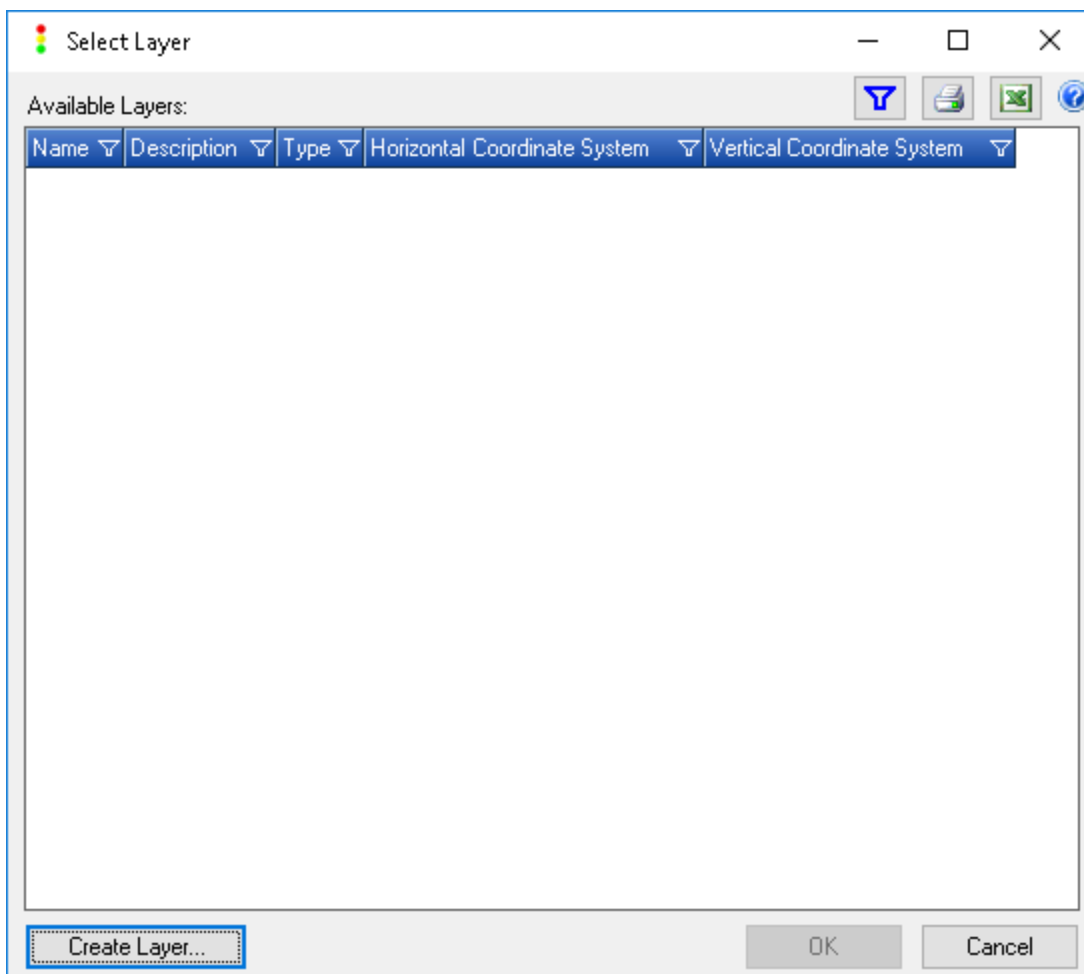 Select Layer
Available Layers:
Name Description Type Horizontal Coordinate System Vertical Coordinate System
Create Layer... OK Cancel